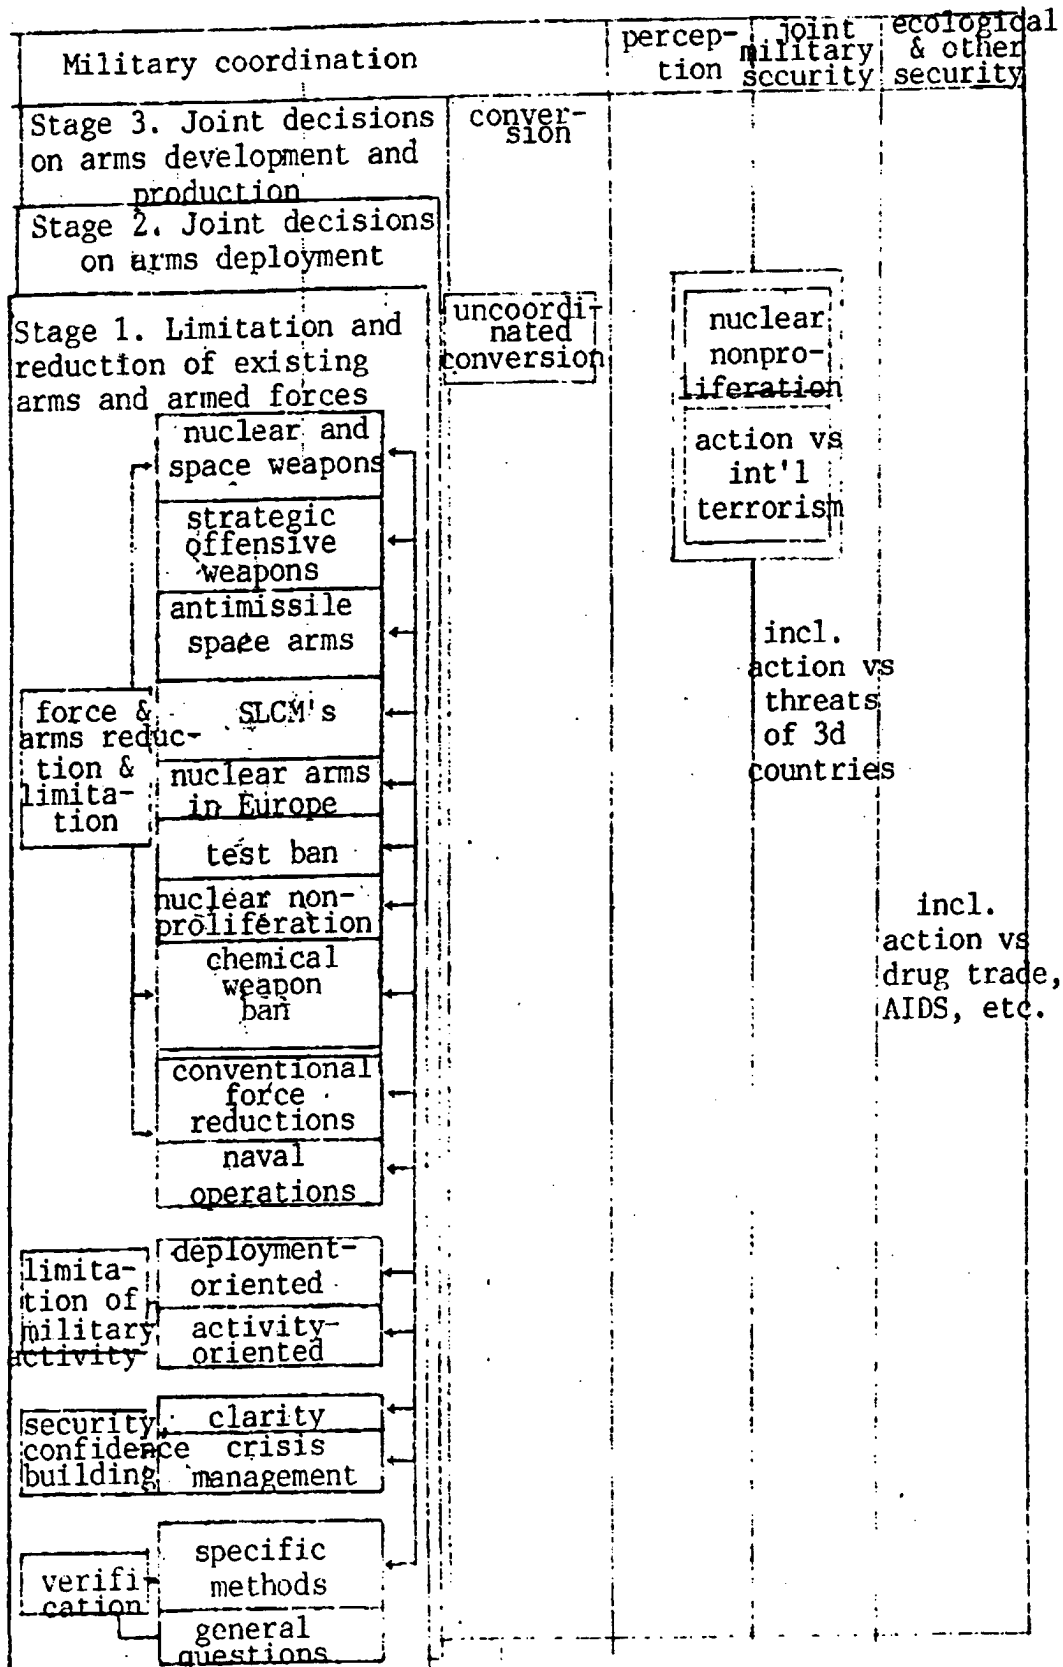 Military coordination
percep-
tion
joint
military
security
ecological
& other
security
Stage 3. Joint decisions
on arms development and
production
conver-
sion
Stage 2. Joint decisions
on arms deployment
Stage 1. Limitation and
reduction of existing
arms and armed forces
uncoordi-
nated
conversion
nuclear
nonpro-
liferation
action vs
int'l
terrorism
incl.
action vs
threats
of 3d
countries
incl.
action vs
drug trade,
AIDS, etc.
force &
arms reduc-
tion &
limita-
tion
nuclear and
space weapons
strategic
offensive
weapons
antimissile
space arms
SLCM's
nuclear arms
in Europe
test ban
nuclear non-
proliferation
chemical
weapon
ban
conventional
force
reductions
naval
operations
limita-
tion of
military
activity
deployment-
oriented
activity-
oriented
security
confidence
building
clarity
crisis
management
verifi-
cation
specific
methods
general
questions